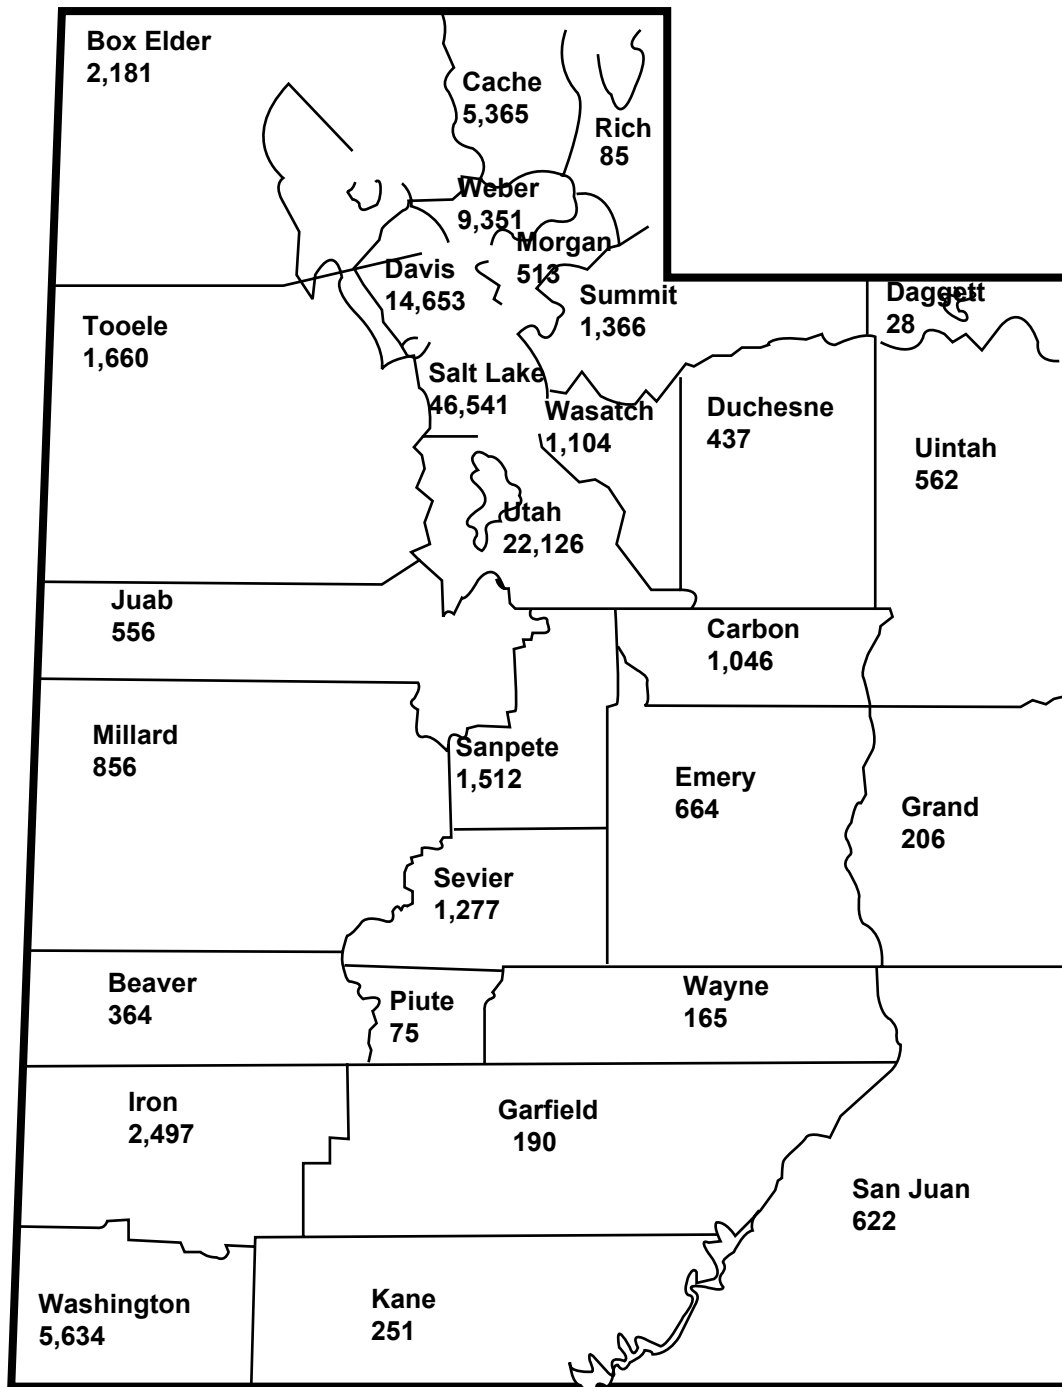 Box Elder
2,181
Cache
5,365
Rich
85
Weber
9,351
Morgan
513
Davis
14,653
Summit
1,366
Daggett
28
Tooele
1,660
Salt Lake
46,541
Wasatch
1,104
Duchesne
437
Uintah
562
Utah
22,126
Juab
556
Carbon
1,046
Millard
856
Sanpete
1,512
Emery
664
Grand
206
Sevier
1,277
Beaver
364
Piute
75
Wayne
165
Iron
2,497
Garfield
190
San Juan
622
Washington
5,634
Kane
251